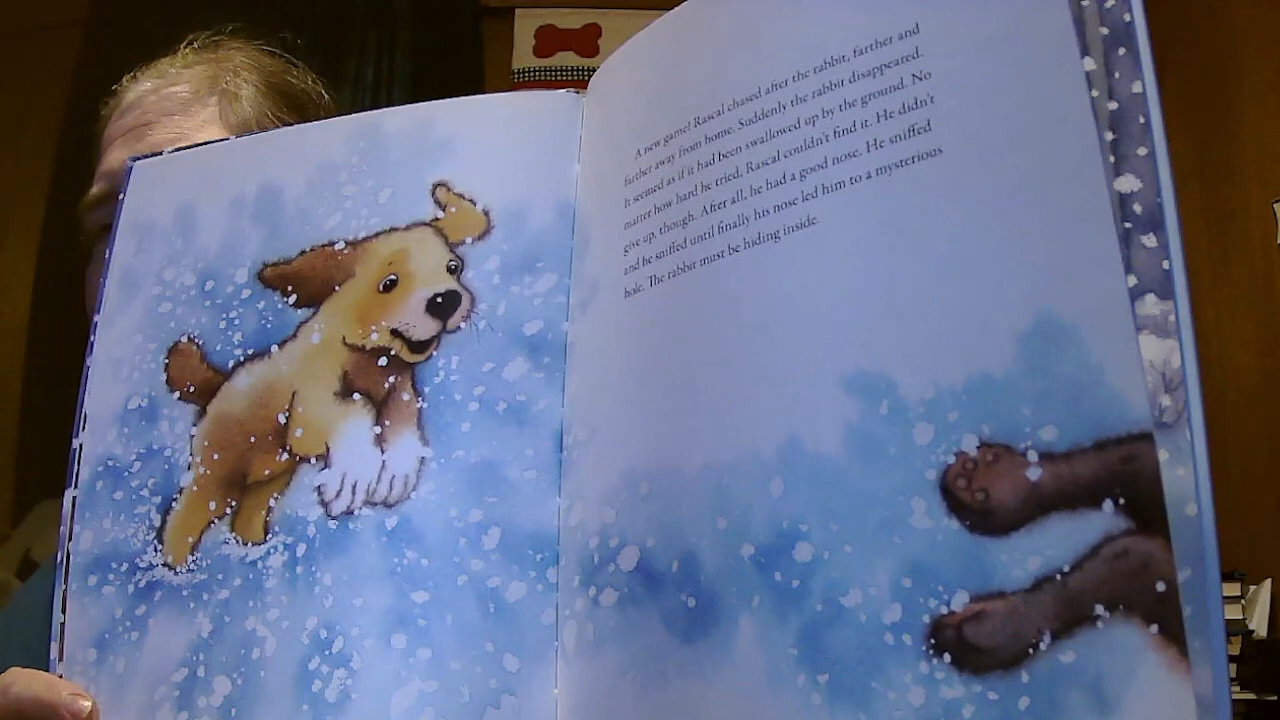 A new game! Rascal chased after the rabbit, farther and
farther away from home. Suddenly the rabbit disappeared.
It seemed as if it had been swallowed up by the ground. No
matter how hard he tried, Rascal couldn't find it. He didn't
give up, though. After all, he had a good nose. He sniffed
and he sniffed until finally his nose led him to a mysterious
hole. The rabbit must be hiding inside.